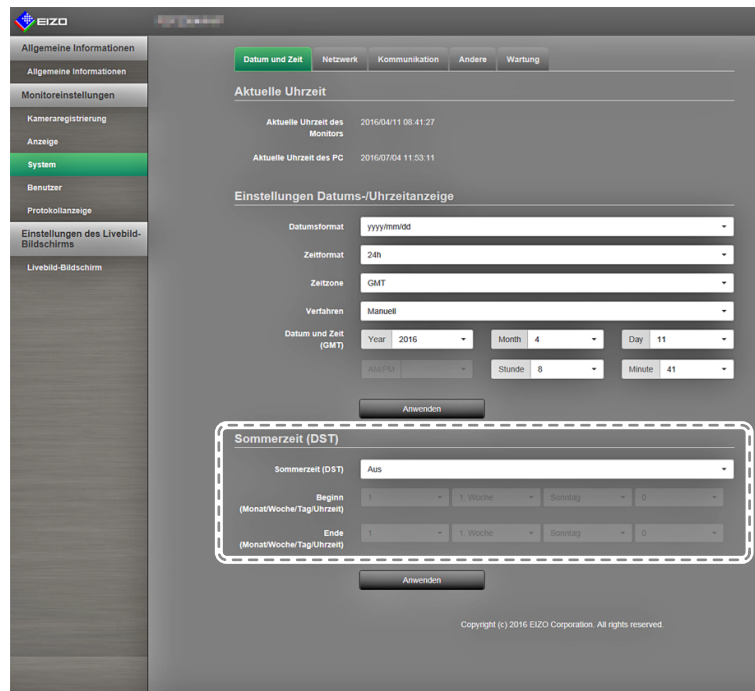 EIZO
Allgemeine Informationen
Allgemeine Informationen
Monitoreinstellungen
Kameraregistrierung
Anzeige
System
Benutzer
Protokollanzeige
Einstellungen des Livebild-
Bildschirms
Livebild-Bildschirm
Datum und Zeit Netzwerk Kommunikation Andere Wartung
Aktuelle Uhrzeit
Aktuelle Uhrzeit des
Monitors
2016/04/11 08:41:27
Aktuelle Uhrzeit des PC 2016/07/04 11:53:11
Einstellungen Datums-/Uhrzeitanzeige
Datumsformat yyyy/mm/dd
Zeitformat 24h
Zeitzone GMT
Verfahren Manuell
Datum und Zeit
(GMT)
Year 2016 Month 4 Day 11
AM/PM Stunde 8 Minute 41
Anwenden
Sommerzeit (DST)
Sommerzeit (DST) Aus
Beginn
(Monat/Woche/Tag/Uhrzeit)
1 1. Woche Sonntag 0
Ende
(Monat/Woche/Tag/Uhrzeit)
1 1. Woche Sonntag 0
Anwenden
Copyright (c) 2016 EIZO Corporation. All rights reserved.